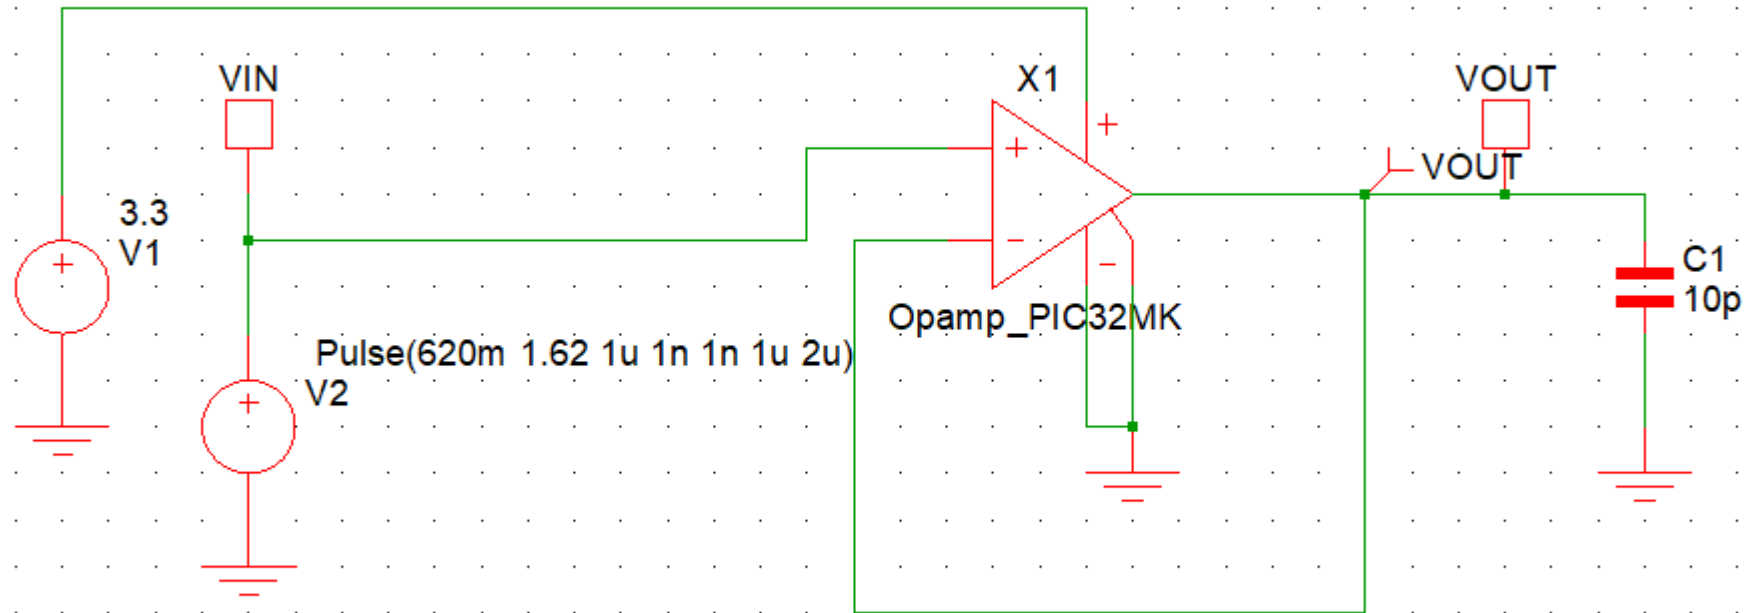 VIN
X1
VOUT
+
+
VOUT
3.3
V1
+
−
−
C1
10p
Opamp_PIC32MK
Pulse(620m 1.62 1u 1n 1n 1u 2u)
V2
+